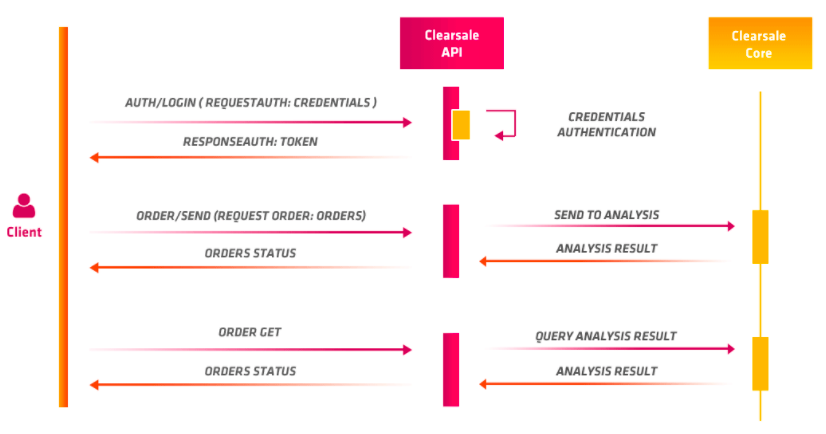 Clearsale
API
Clearsale
Core
AUTH/LOGIN ( REQUESTAUTH: CREDENTIALS )
CREDENTIALS
AUTHENTICATION
RESPONSEAUTH: TOKEN
Client
ORDER/SEND (REQUEST ORDER: ORDERS)
SEND TO ANALYSIS
ORDERS STATUS
ANALYSIS RESULT
ORDER GET
QUERY ANALYSIS RESULT
ORDERS STATUS
ANALYSIS RESULT